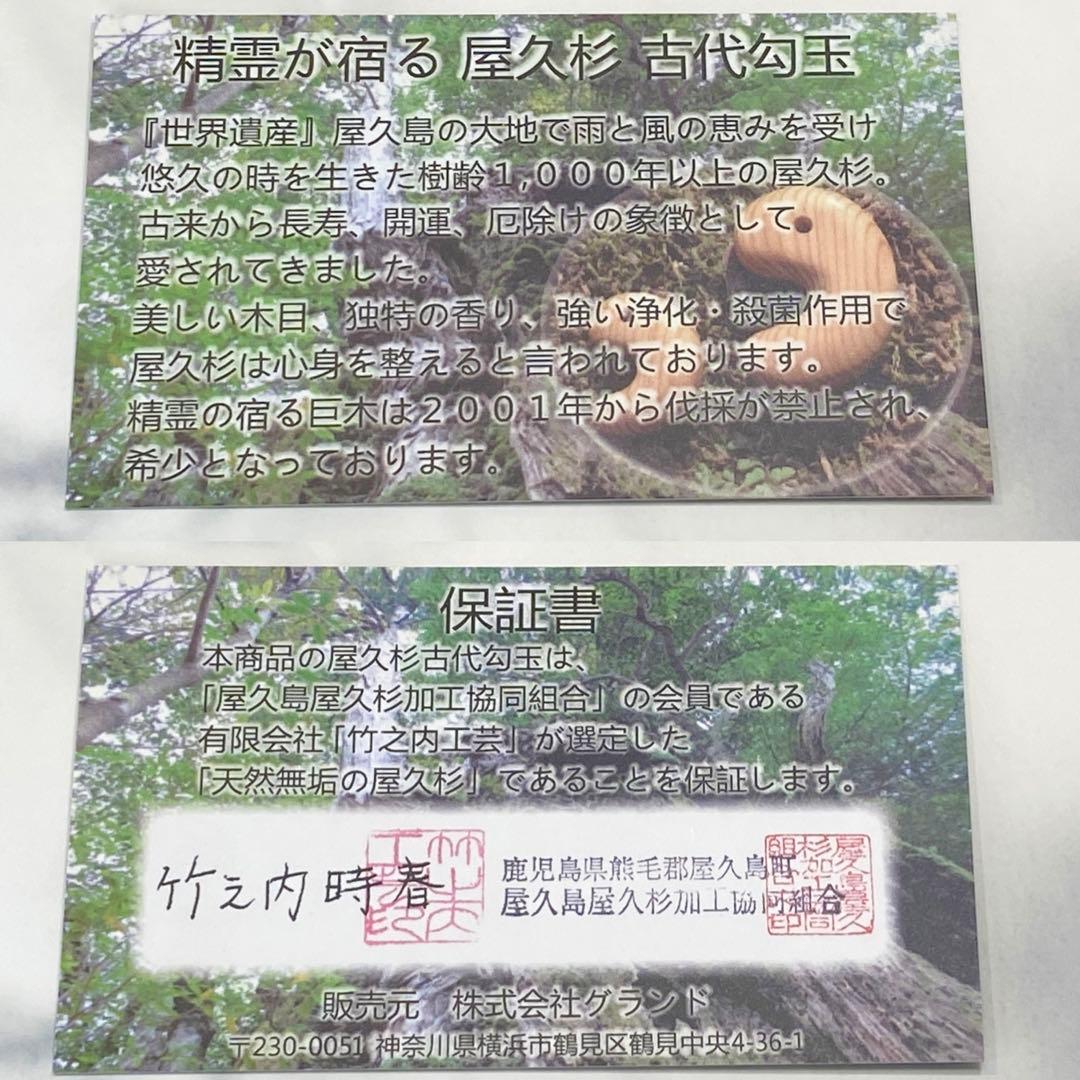 精霊が宿る 屋久杉 古代勾玉
『世界遺産』屋久島の大地で雨と風の恵みを受け
悠久の時を生きた樹齢１,０００年以上の屋久杉。
古来から長寿、開運、厄除けの象徴として
愛されてきました。
美しい木目、独特の香り、強い浄化・殺菌作用で
屋久杉は心身を整えると言われております。
精霊の宿る巨木は２００１年から伐採が禁止され、
希少となっております。
保証書
本商品の屋久杉古代勾玉は、
「屋久島屋久杉加工協同組合」の会員である
有限会社「竹之内工芸」が選定した
「天然無垢の屋久杉」であることを保証します。
竹之内時春
鹿児島県熊毛郡屋久島町
屋久島屋久杉加工協同組合
販売元　株式会社グランド
〒230-0051 神奈川県横浜市鶴見区鶴見中央4-36-1